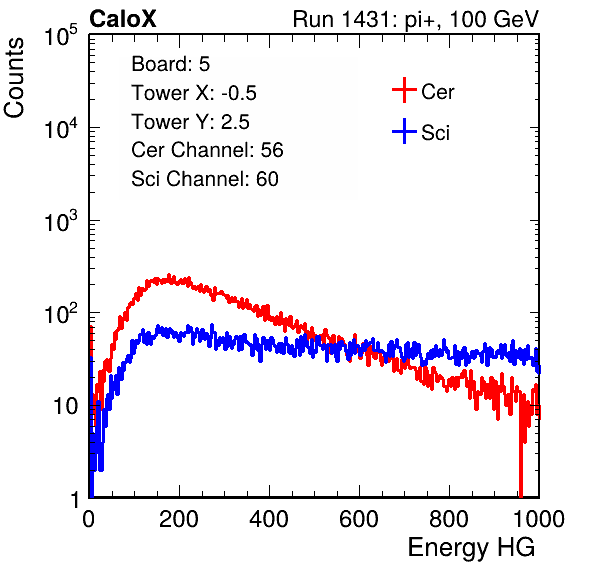 CaloX Run 1431: pi+, 100 GeV
Counts
Board: 5
Tower X: -0.5
Tower Y: 2.5
Cer Channel: 56
Sci Channel: 60
Cer
Sci
10^5
10^4
10^3
10^2
10
1
0 200 400 600 800 1000
Energy HG